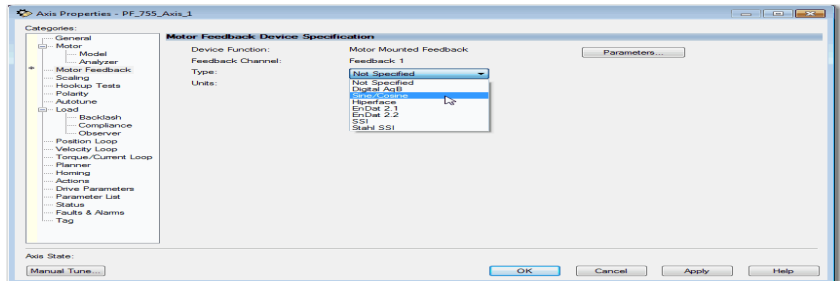 Axis Properties - PF_755_Axis_1
Categories:
General
Motor
Model
Analyzer
Motor Feedback
Scaling
Hookup Tests
Polarity
Autotune
Load
Backlash
Compliance
Observer
Position Loop
Velocity Loop
Torque/Current Loop
Planner
Homing
Actions
Drive Parameters
Parameter List
Status
Faults & Alarms
Tag
Motor Feedback Device Specification
Device Function: Motor Mounted Feedback
Parameters...
Feedback Channel: Feedback 1
Type: Not Specified
Units:
Not Specified
Digital AqB
Sine/Cosine
Hiperface
EnDat 2.1
EnDat 2.2
SSI
Stahl SSI
Axis State:
Manual Tune... OK Cancel Apply Help